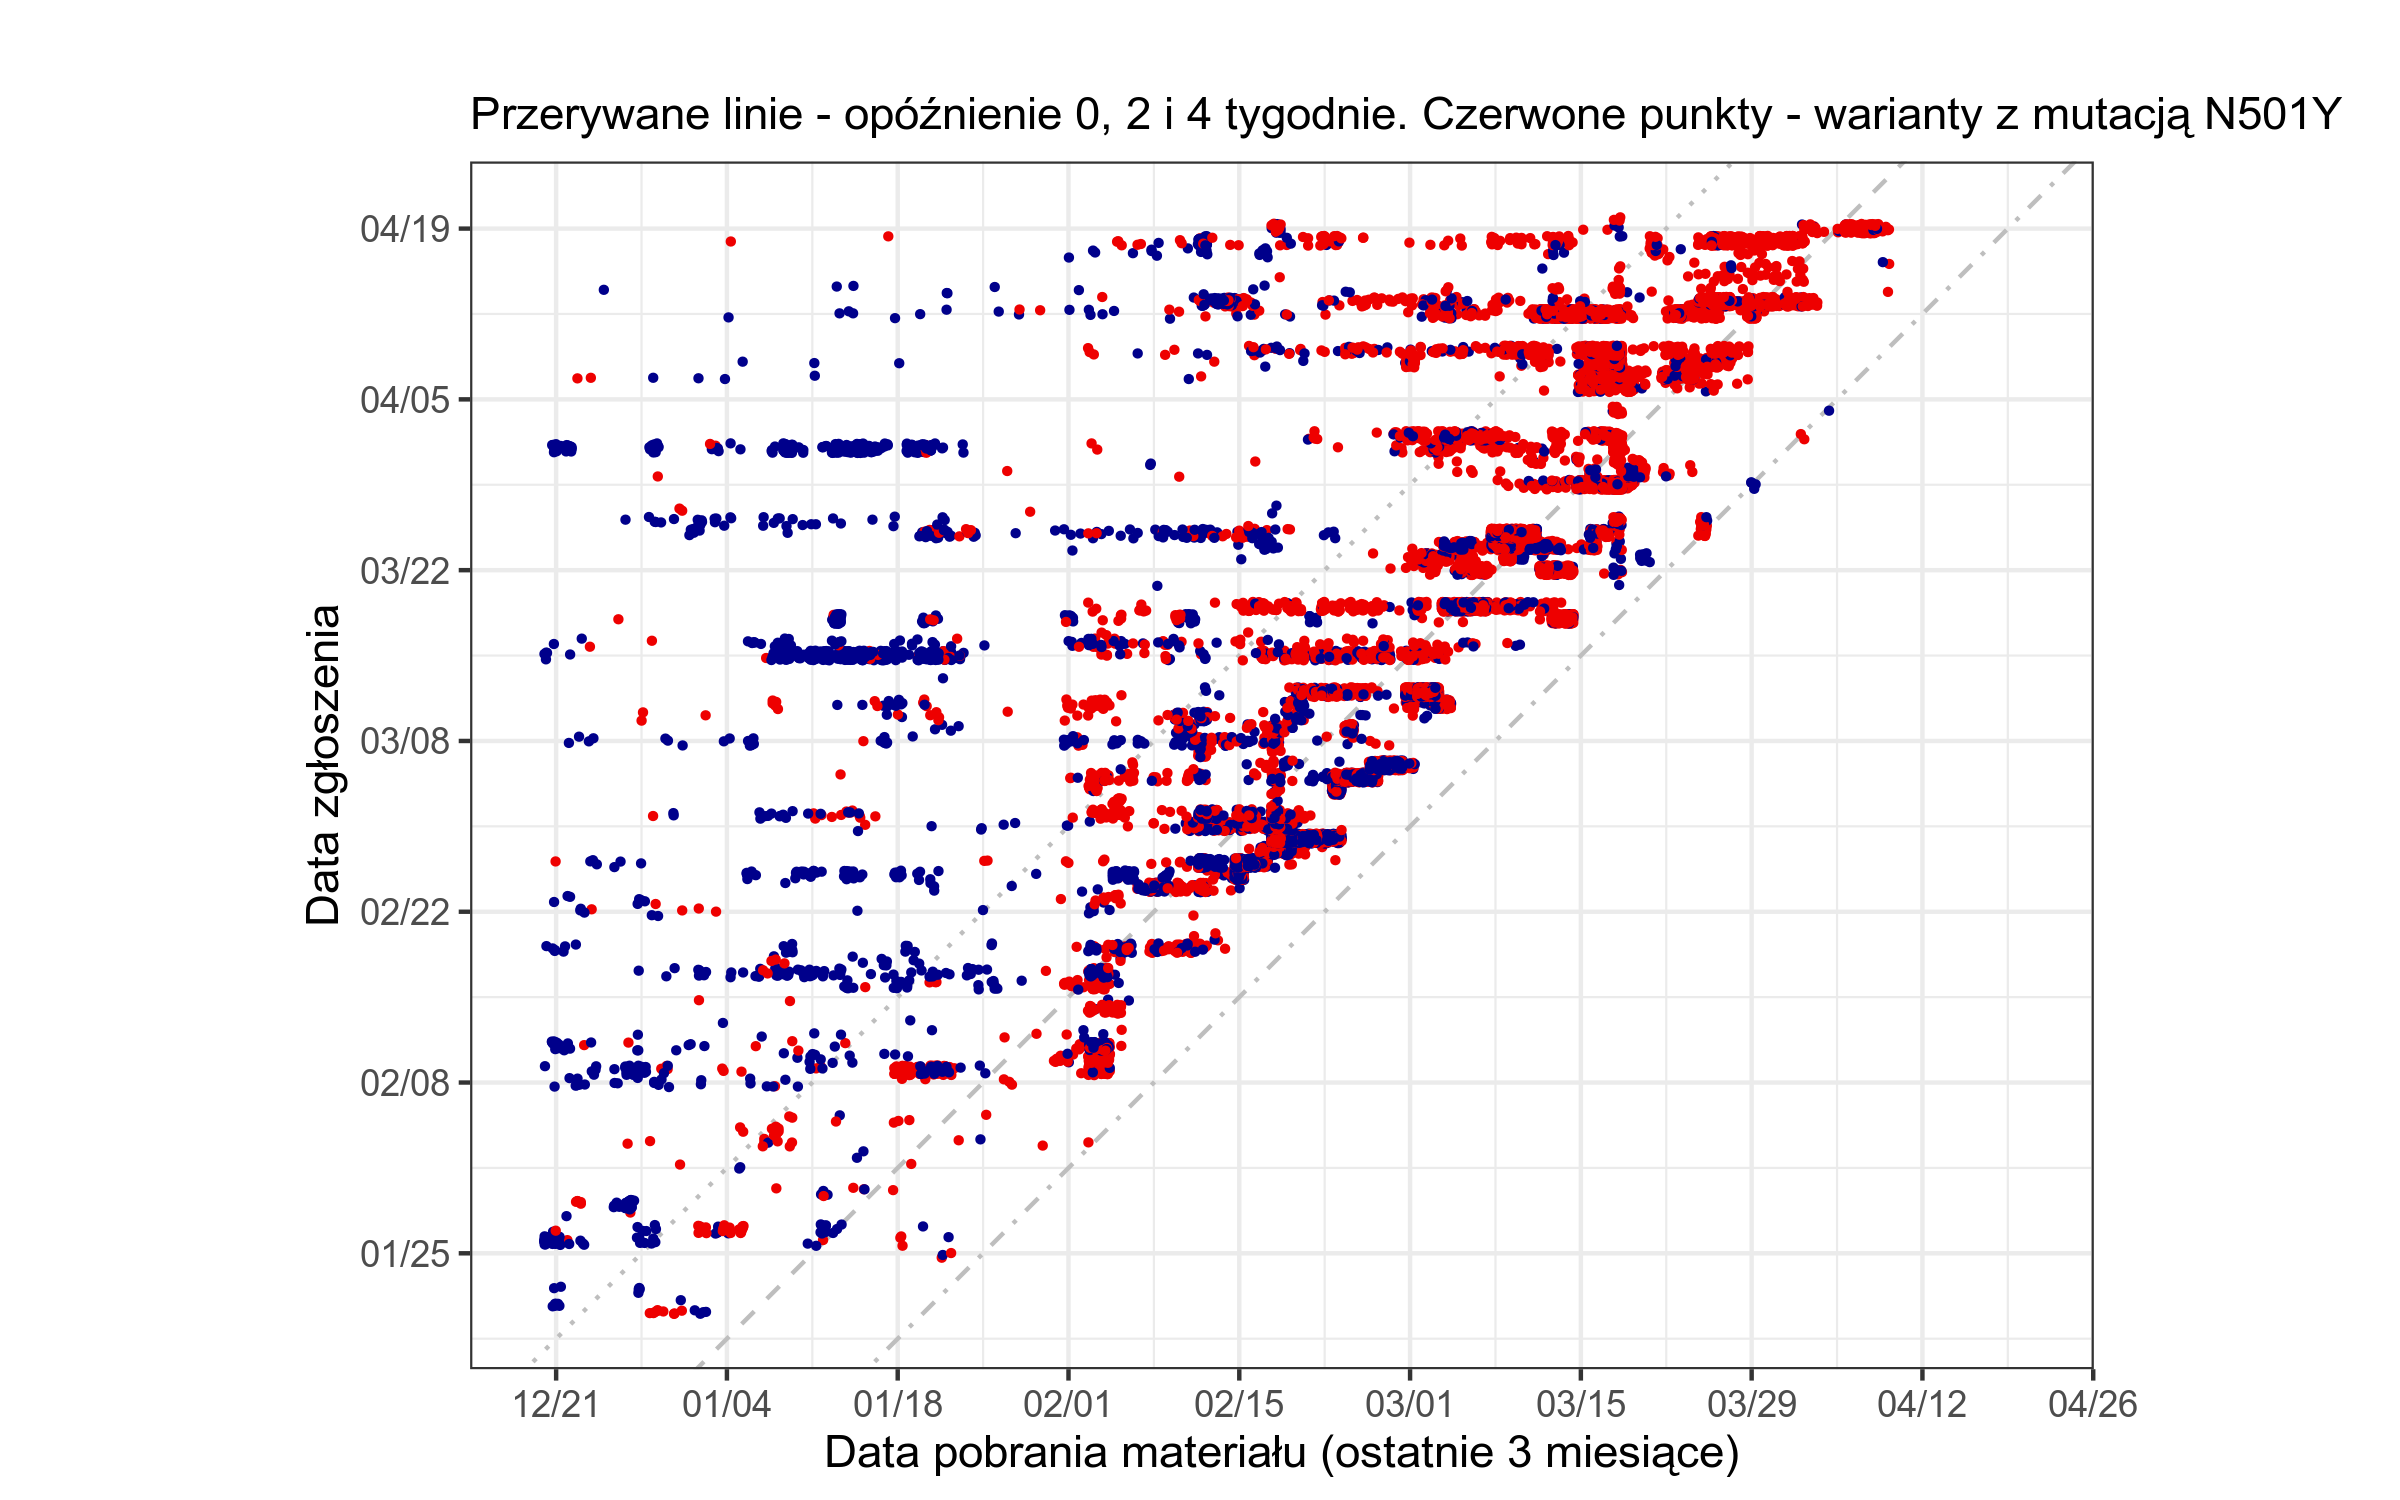 Przerywane linie - opóźnienie 0, 2 i 4 tygodnie. Czerwone punkty - warianty z mutacją N501Y
Data zgłoszenia
04/19
04/05
03/22
03/08
02/22
02/08
01/25
12/21 01/04 01/18 02/01 02/15 03/01 03/15 03/29 04/12 04/26
Data pobrania materiału (ostatnie 3 miesiące)